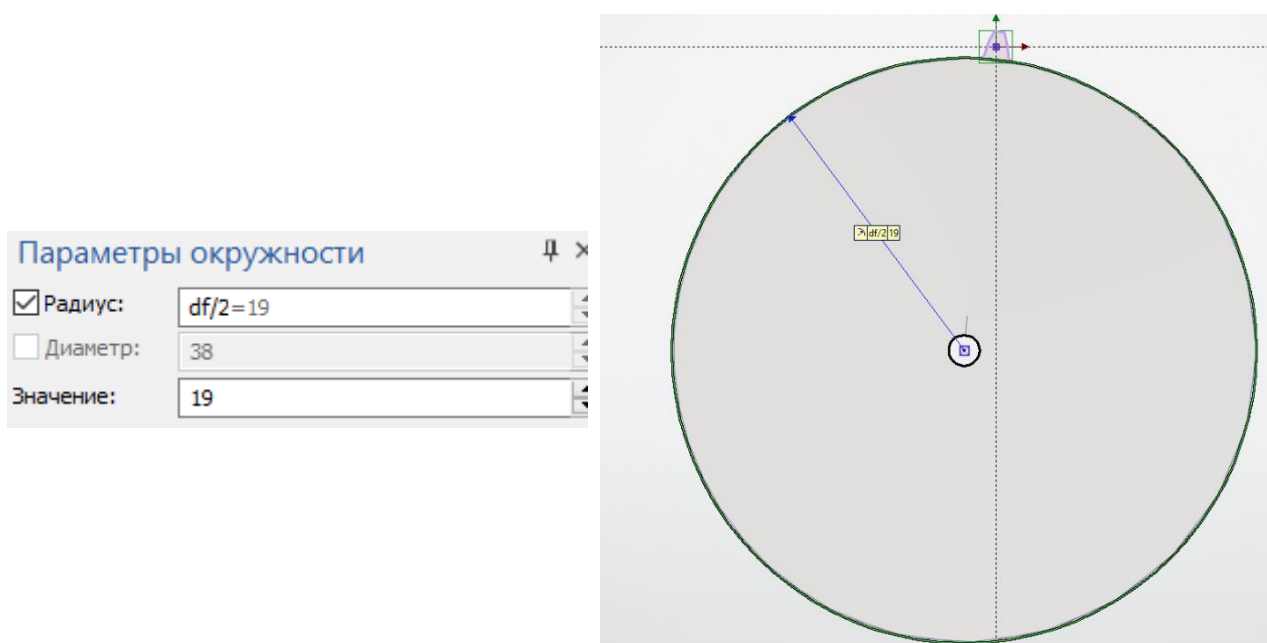 Параметры окружности
Радиус: df/2=19
Диаметр: 38
Значение: 19
df/2 19